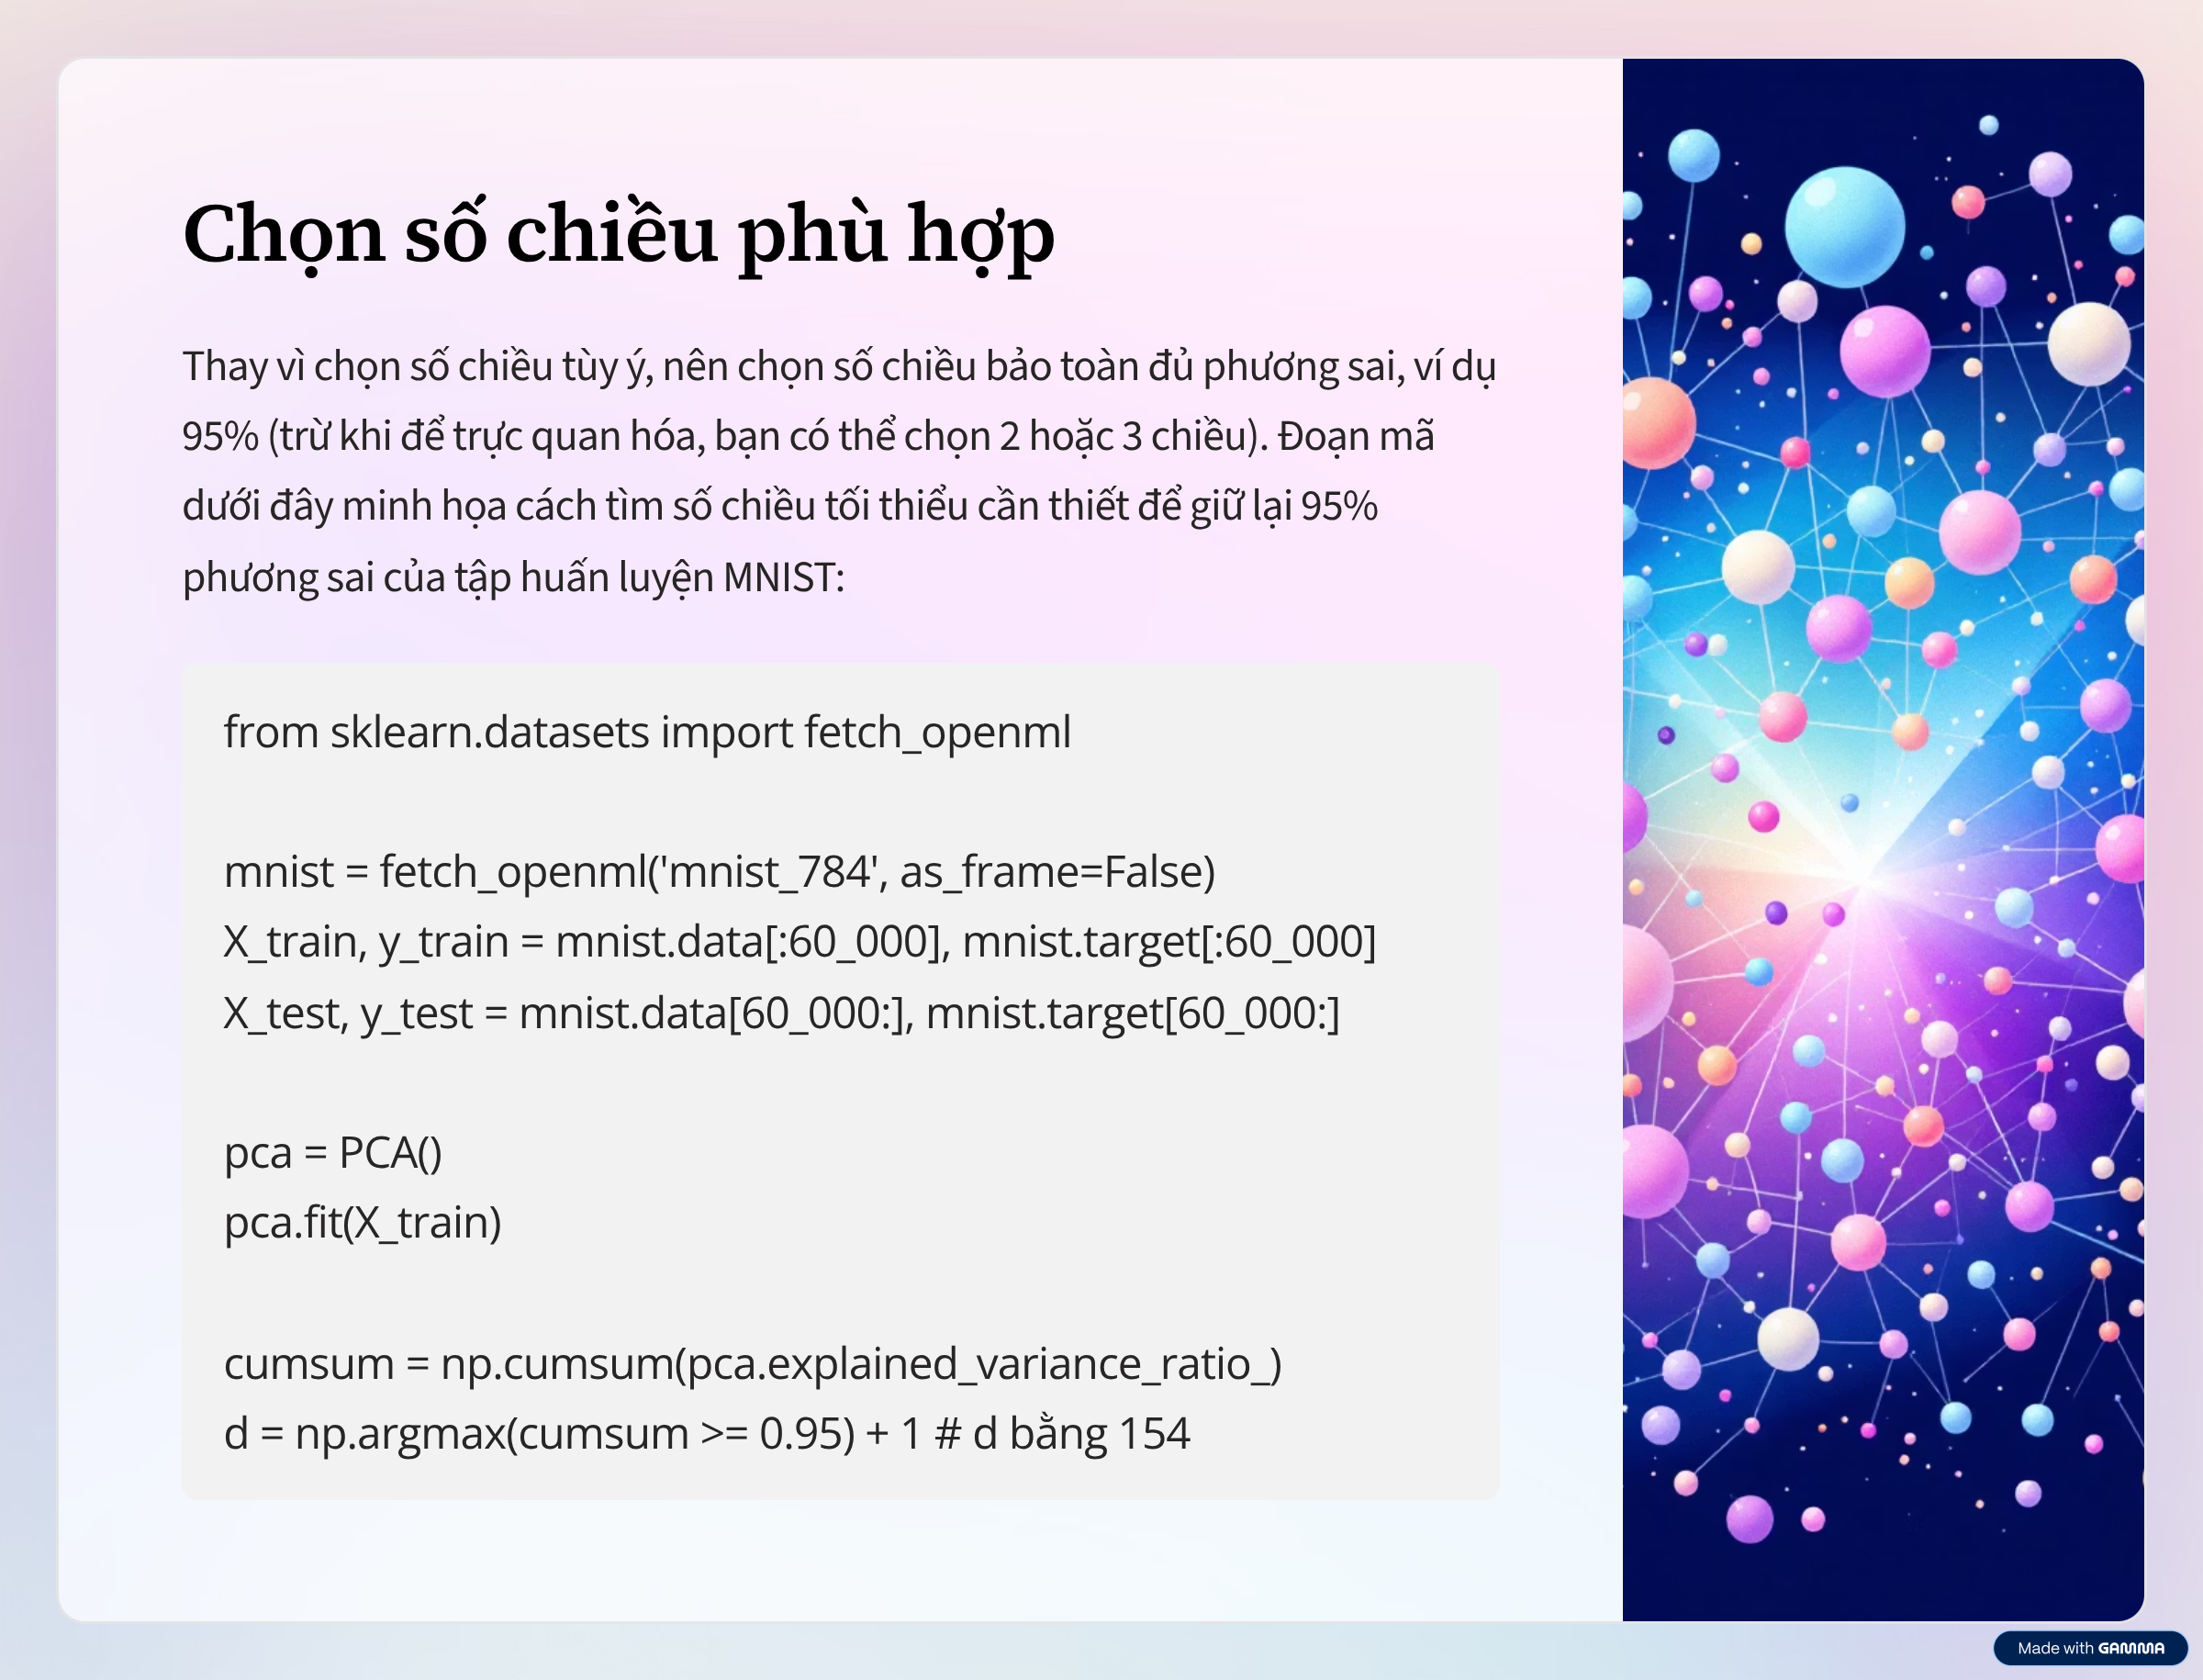 Chọn số chiều phù hợp
Thay vì chọn số chiều tùy ý, nên chọn số chiều bảo toàn đủ phương sai, ví dụ
95% (trừ khi để trực quan hóa, bạn có thể chọn 2 hoặc 3 chiều). Đoạn mã
dưới đây minh họa cách tìm số chiều tối thiểu cần thiết để giữ lại 95%
phương sai của tập huấn luyện MNIST:
from sklearn.datasets import fetch_openml
mnist = fetch_openml('mnist_784', as_frame=False)
X_train, y_train = mnist.data[:60_000], mnist.target[:60_000]
X_test, y_test = mnist.data[60_000:], mnist.target[60_000:]
pca = PCA()
pca.fit(X_train)
cumsum = np.cumsum(pca.explained_variance_ratio_)
d = np.argmax(cumsum >= 0.95) + 1 # d bằng 154
Made with GAMMA